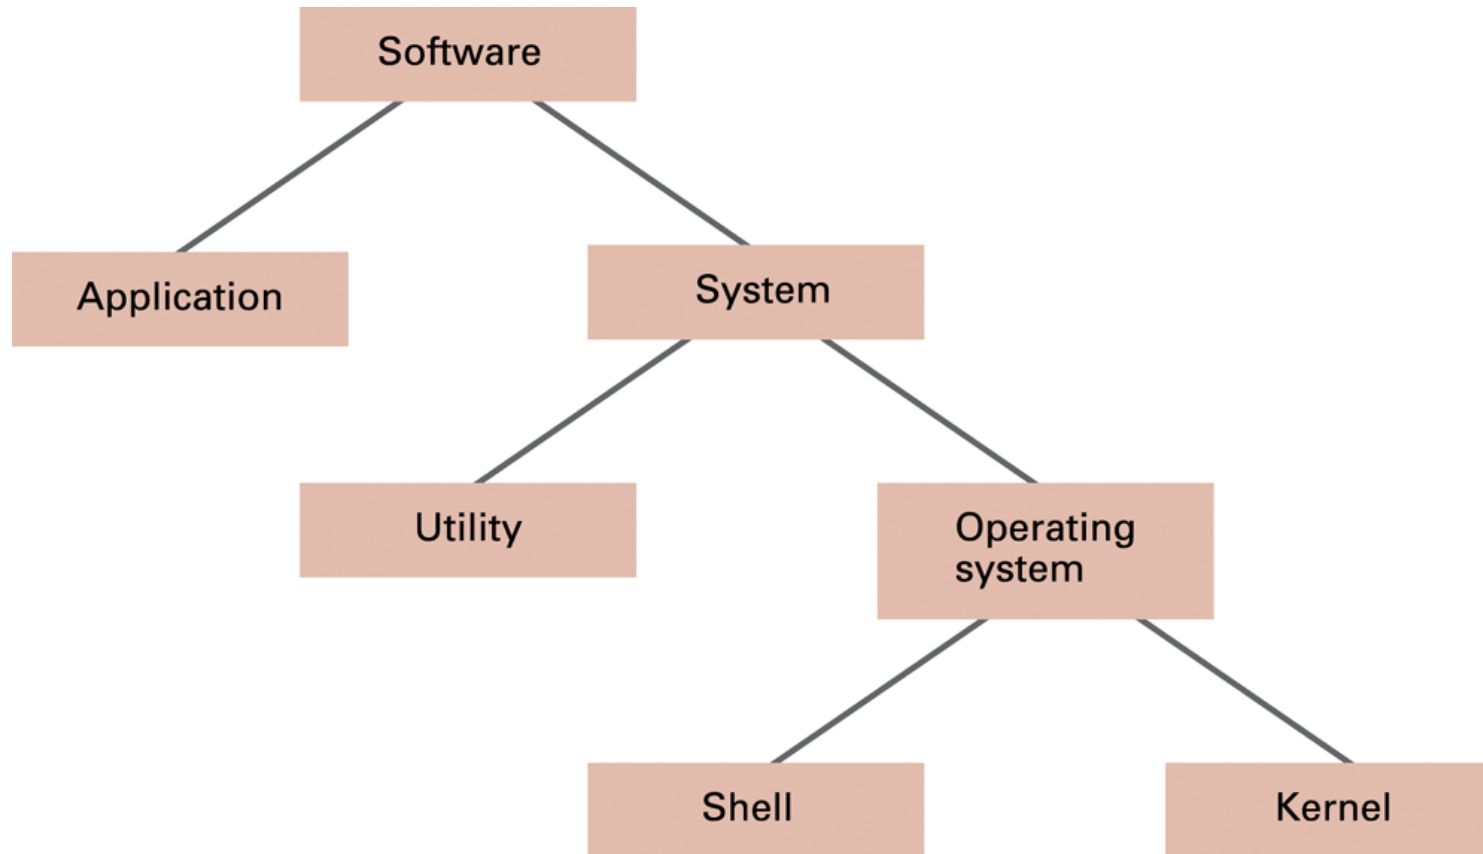 Software
Application
System
Utility
Operating
system
Shell
Kernel